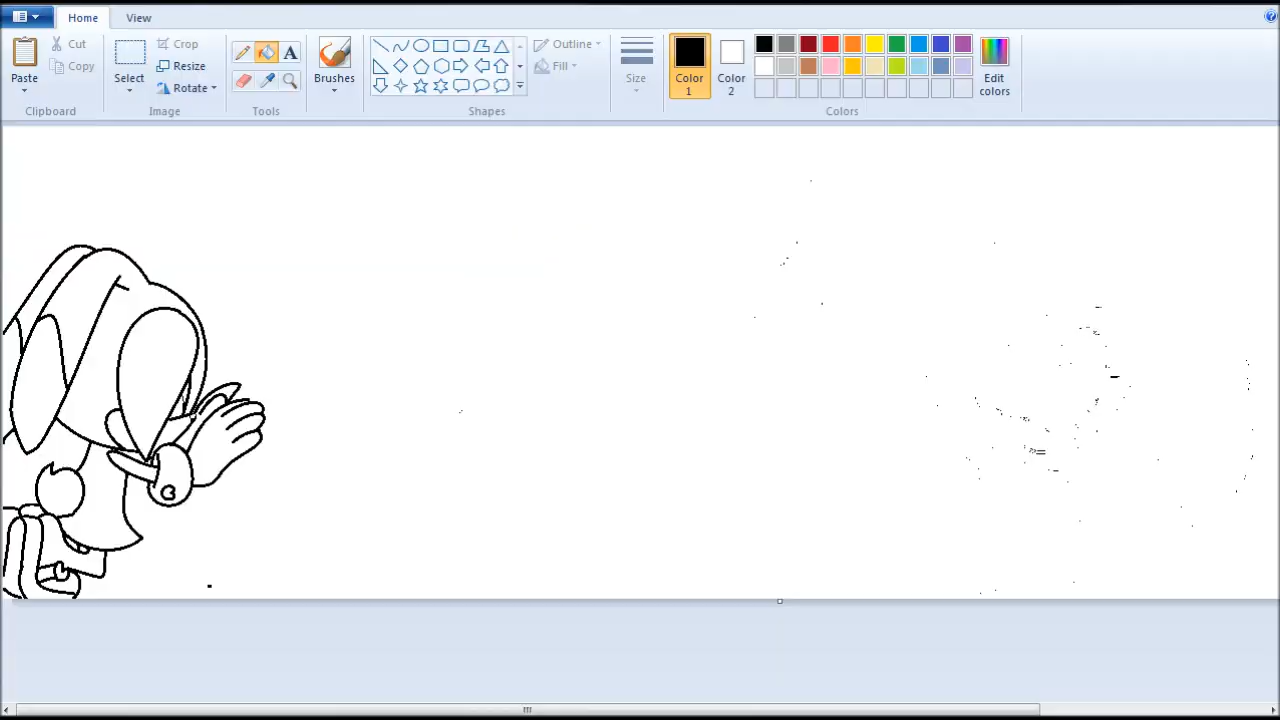 Home View
Paste Cut Copy
Clipboard
Select Crop Resize Rotate
Image
A
Tools
Brushes
Outline
Fill
Shapes
Size
Color 1
Color 2
Edit colors
Colors